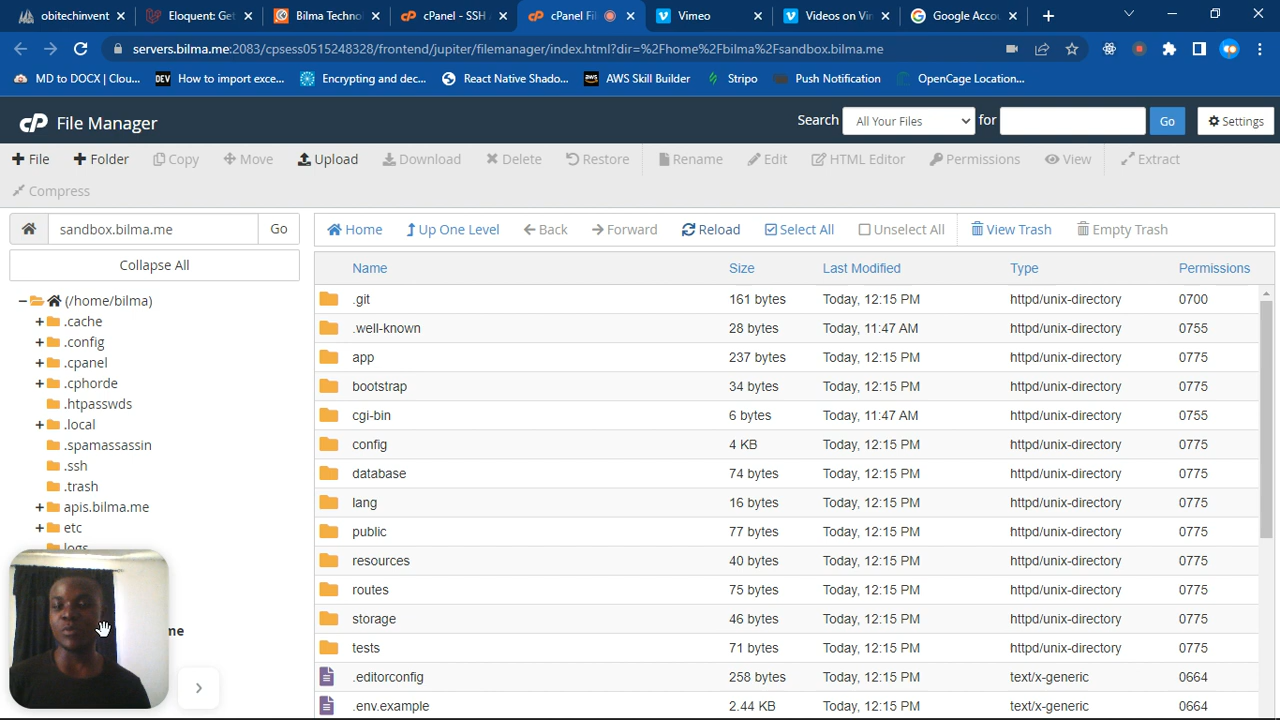 obitechinvent
Eloquent: Get
Bilma Techno
cPanel - SSH
cPanel Fi
Vimeo
Videos on Vin
Google Accou
servers.bilma.me:2083/cpsess0515248328/frontend/jupiter/filemanager/index.html?dir=%2Fhome%2Fbilma%2Fsandbox.bilma.me
MD to DOCX | Clou...
DEV How to import exce...
Encrypting and dec...
React Native Shado...
aws AWS Skill Builder
Stripo
Push Notification
OpenCage Location...
cP File Manager
Search All Your Files for Go Settings
File Folder Copy Move Upload Download Delete Restore Rename Edit HTML Editor Permissions View Extract
Compress
sandbox.bilma.me Go
Home Up One Level Back Forward Reload Select All Unselect All View Trash Empty Trash
Collapse All
(/home/bilma)
.cache
.config
.cpanel
.cphorde
.htpasswds
.local
.spamassassin
.ssh
.trash
apis.bilma.me
etc
logs
me
Name Size Last Modified Type Permissions
.git 161 bytes Today, 12:15 PM httpd/unix-directory 0700
.well-known 28 bytes Today, 11:47 AM httpd/unix-directory 0755
app 237 bytes Today, 12:15 PM httpd/unix-directory 0775
bootstrap 34 bytes Today, 12:15 PM httpd/unix-directory 0775
cgi-bin 6 bytes Today, 11:47 AM httpd/unix-directory 0755
config 4 KB Today, 12:15 PM httpd/unix-directory 0775
database 74 bytes Today, 12:15 PM httpd/unix-directory 0775
lang 16 bytes Today, 12:15 PM httpd/unix-directory 0775
public 77 bytes Today, 12:15 PM httpd/unix-directory 0775
resources 40 bytes Today, 12:15 PM httpd/unix-directory 0775
routes 75 bytes Today, 12:15 PM httpd/unix-directory 0775
storage 46 bytes Today, 12:15 PM httpd/unix-directory 0775
tests 71 bytes Today, 12:15 PM httpd/unix-directory 0775
.editorconfig 258 bytes Today, 12:15 PM text/x-generic 0664
.env.example 2.44 KB Today, 12:15 PM text/x-generic 0664